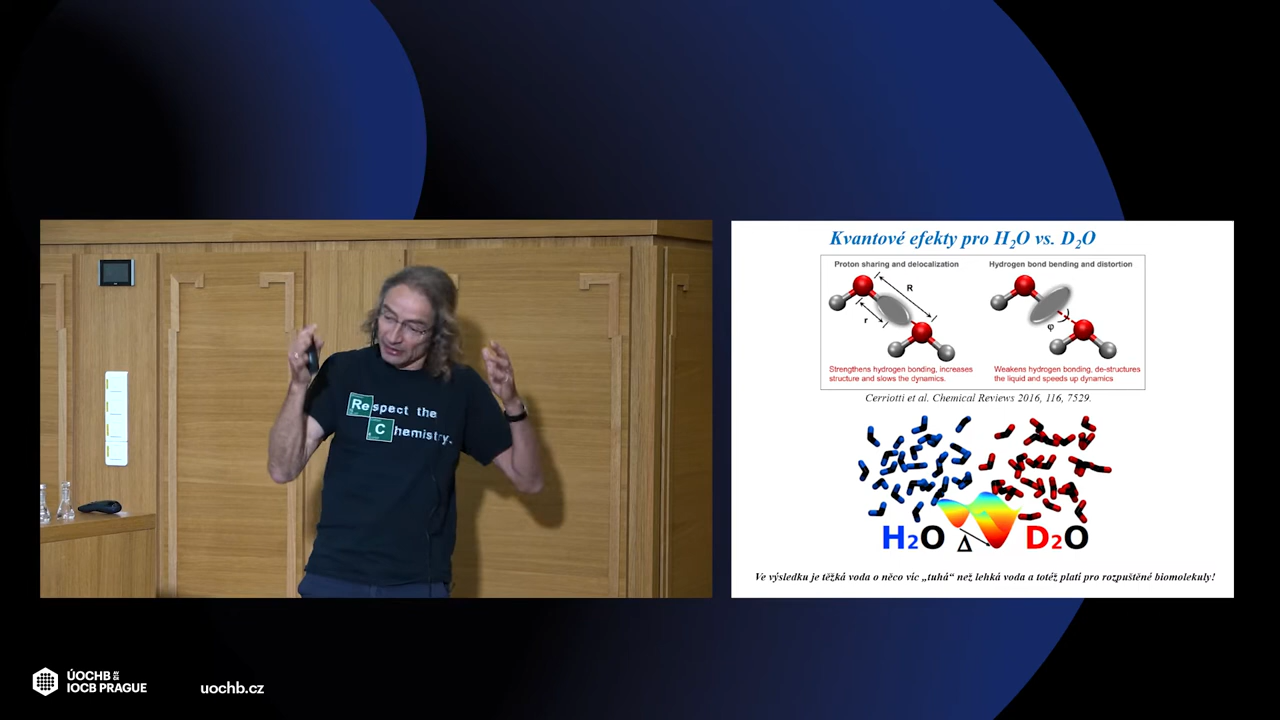 Respect the
Chemistry.
Kvantové efekty pro H₂O vs. D₂O
Proton sharing and delocalization
Hydrogen bond bending and distortion
R
r
φ
Strengthens hydrogen bonding, increases
structure and slows the dynamics.
Weakens hydrogen bonding, de-structures
the liquid and speeds up dynamics
Cerriotti et al. Chemical Reviews 2016, 116, 7529.
H₂O Δ D₂O
Ve výsledku je těžká voda o něco víc „tuhá“ než lehká voda a totéž platí pro rozpuštěné biomolekuly!
ÚOCHB
IOCB PRAGUE
uochb.cz